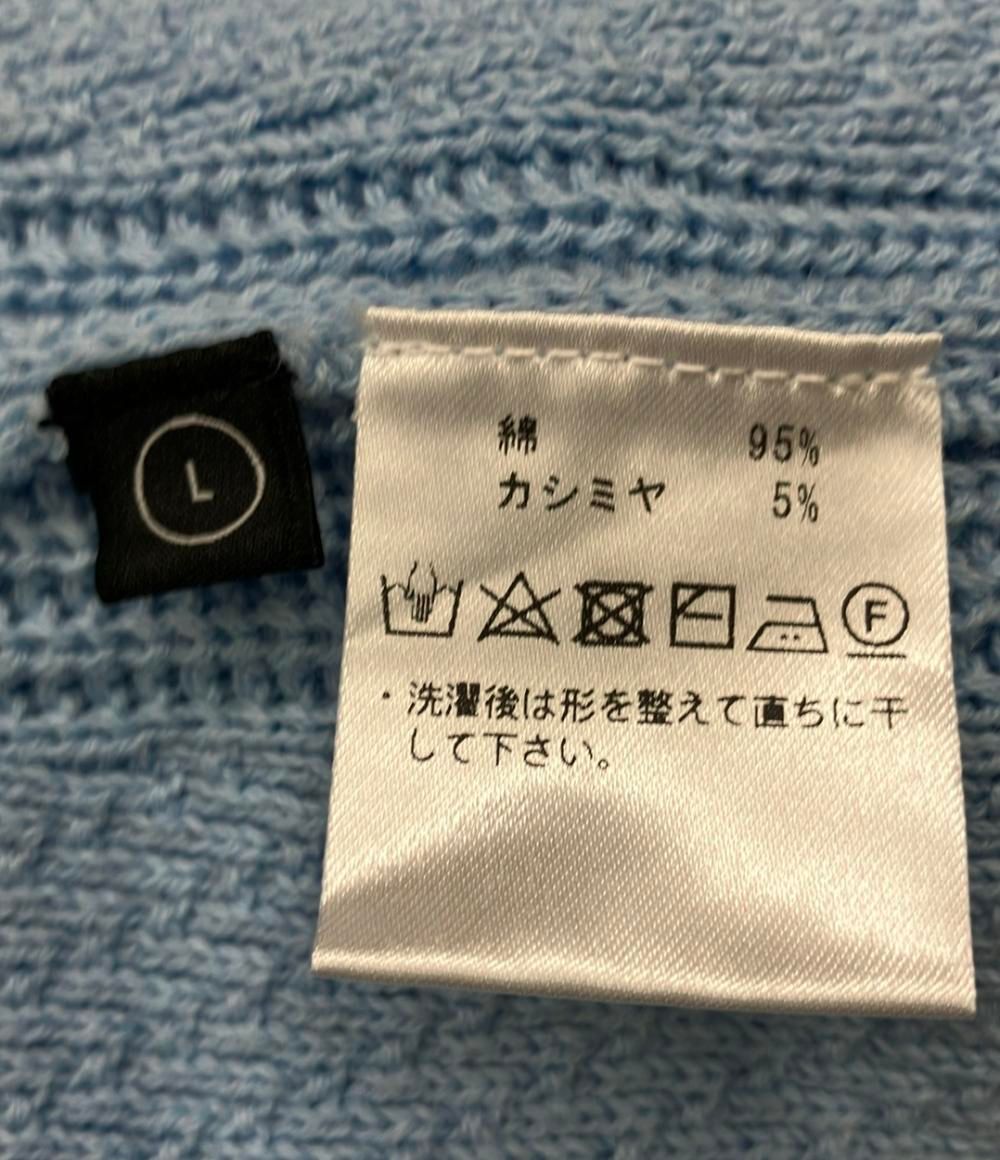 L
綿 95%
カシミヤ 5%
F
・洗濯後は形を整えて直ちに干
して下さい。